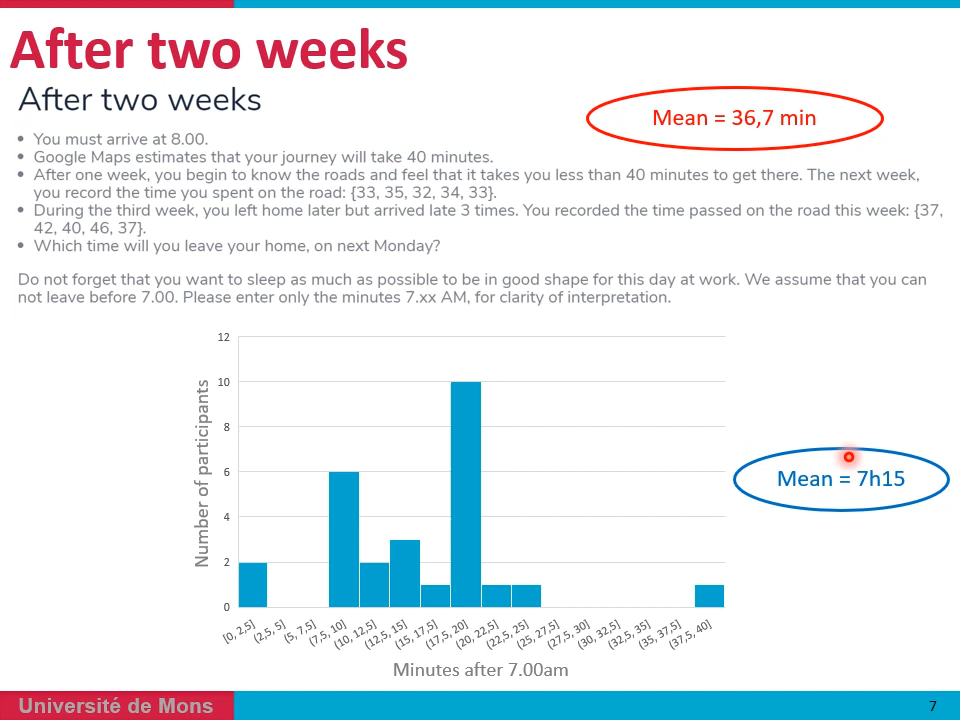 After two weeks
After two weeks
Mean = 36,7 min
• You must arrive at 8.00.
• Google Maps estimates that your journey will take 40 minutes.
• After one week, you begin to know the roads and feel that it takes you less than 40 minutes to get there. The next week,
you record the time you spent on the road: {33, 35, 32, 34, 33}.
• During the third week, you left home later but arrived late 3 times. You recorded the time passed on the road this week: {37,
42, 40, 46, 37}.
• Which time will you leave your home, on next Monday?
Do not forget that you want to sleep as much as possible to be in good shape for this day at work. We assume that you can
not leave before 7.00. Please enter only the minutes 7.xx AM, for clarity of interpretation.
Number of participants
12
10
8
6
4
2
0
[0, 2,5]
(2,5, 5]
(5, 7,5]
(7,5, 10]
(10, 12,5]
(12,5, 15]
(15, 17,5]
(17,5, 20]
(20, 22,5]
(22,5, 25]
(25, 27,5]
(27,5, 30]
(30, 32,5]
(32,5, 35]
(35, 37,5]
(37,5, 40]
Minutes after 7.00am
Mean = 7h15
Université de Mons
7